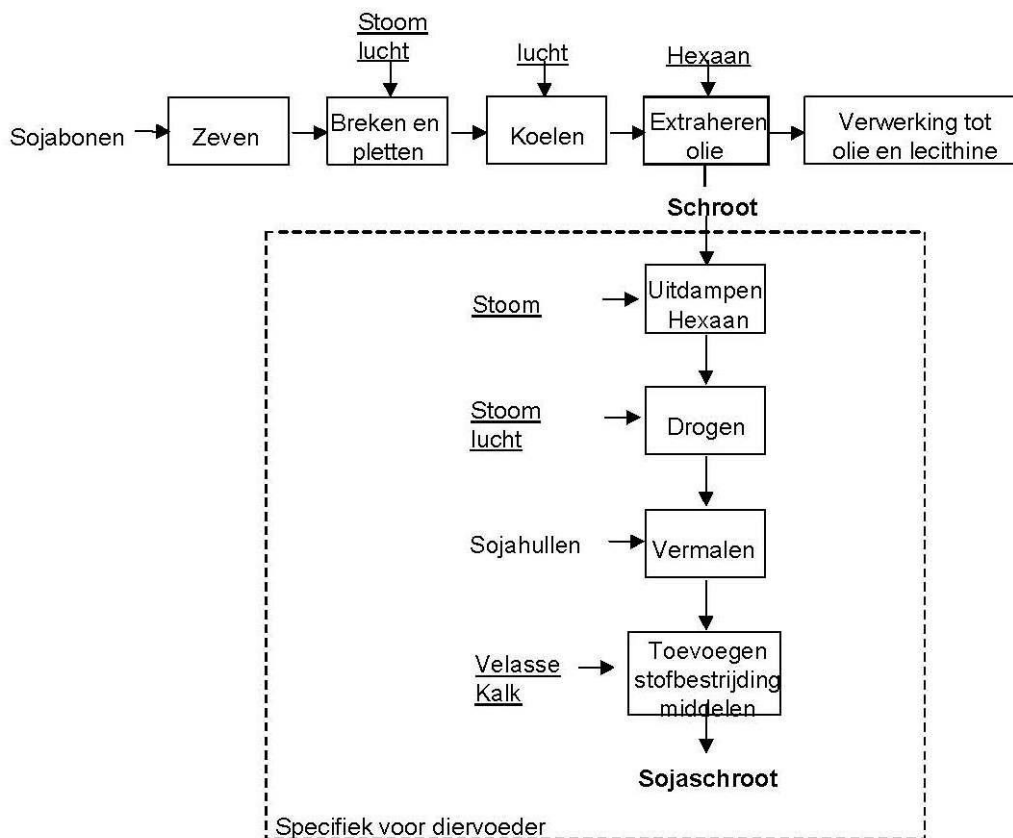 Stoom
lucht
lucht
Hexaan
Sojabonen
Zeven
Breken en
pletten
Koelen
Extraheren
olie
Verwerking tot
olie en lecithine
Schroot
Stoom
Uitdampen
Hexaan
Stoom
lucht
Drogen
Sojahullen
Vermalen
Velasse
Kalk
Toevoegen
stofbestrijding
middelen
Sojaschroot
Specifiek voor diervoeder